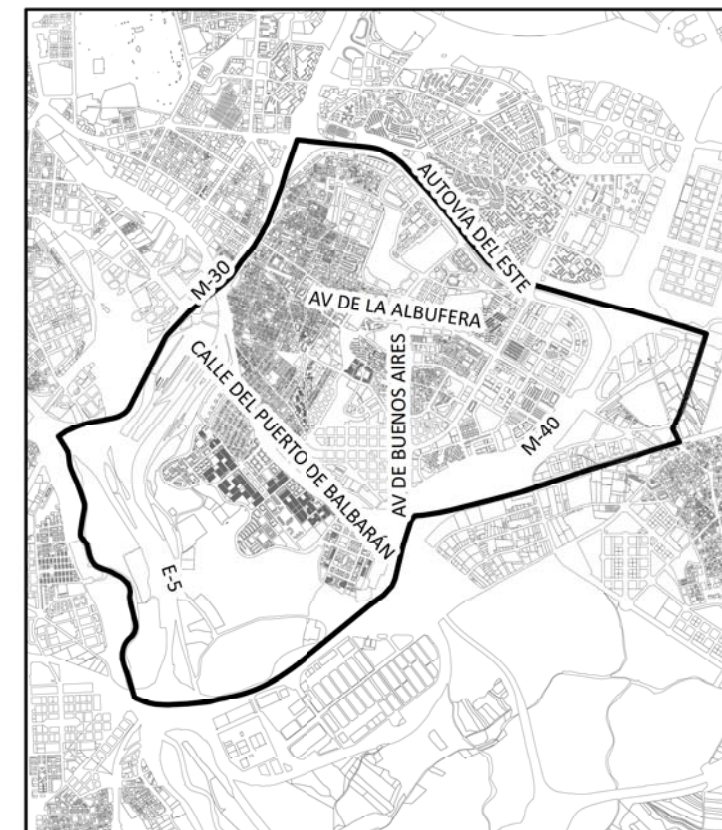 AUTOVÍA DEL ESTE
M-30
AV DE LA ALBUFERA
CALLE DEL PUERTO DE BALBARÁN
AV DE BUENOS AIRES
M-40
E-5